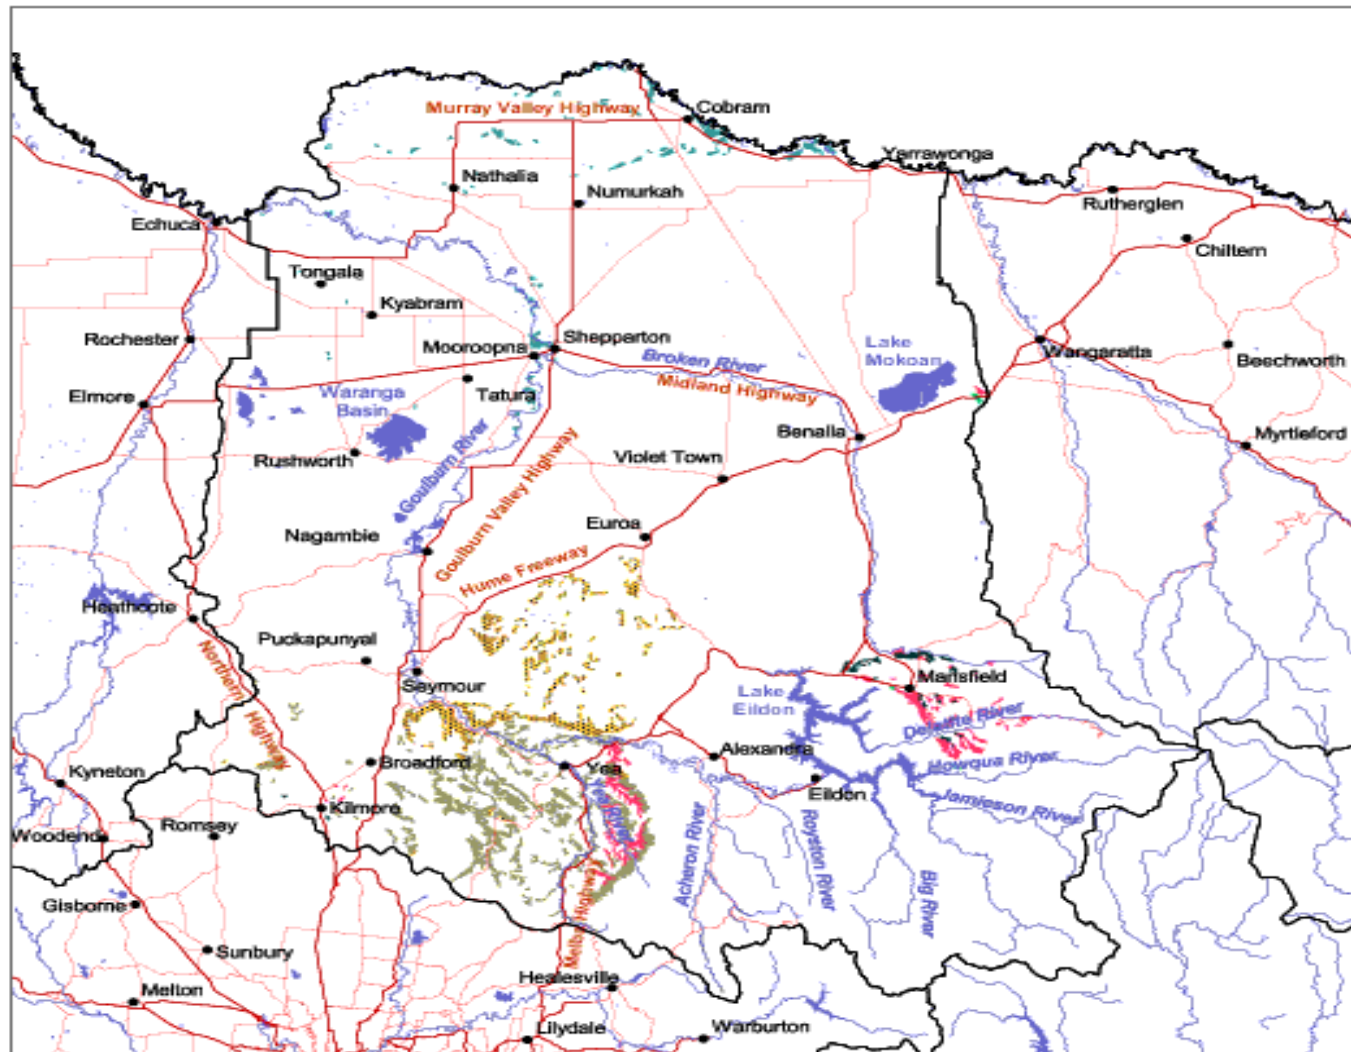 Murray Valley Highway
Cobram
Yarrawonga
Nathalia
Numurkah
Rutherglen
Echuca
Chiltern
Tongala
Kyabram
Rochester
Mooroopna
Shepperton
Broken River
Lake
Mokoan
Wangaratta
Beechworth
Midland Highway
Elmore
Waranga
Basin
Tatura
Goulburn River
Benalla
Myrtleford
Rushworth
Violet Town
Goulburn Valley Highway
Nagambie
Euroa
Hume Freeway
Heathcote
Northern
Highway
Puckapunyal
Seymour
Mansfield
Lake
Eildon
Delatite River
Alexandra
Howqua River
Kyneton
Broadford
Yea
Eildon
Jamieson River
Kilmore
Woodend
Romsey
Acheron River
Royston River
Big River
Gisborne
Melba Highway
Sunbury
Healesville
Melton
Lilydale
Warburton